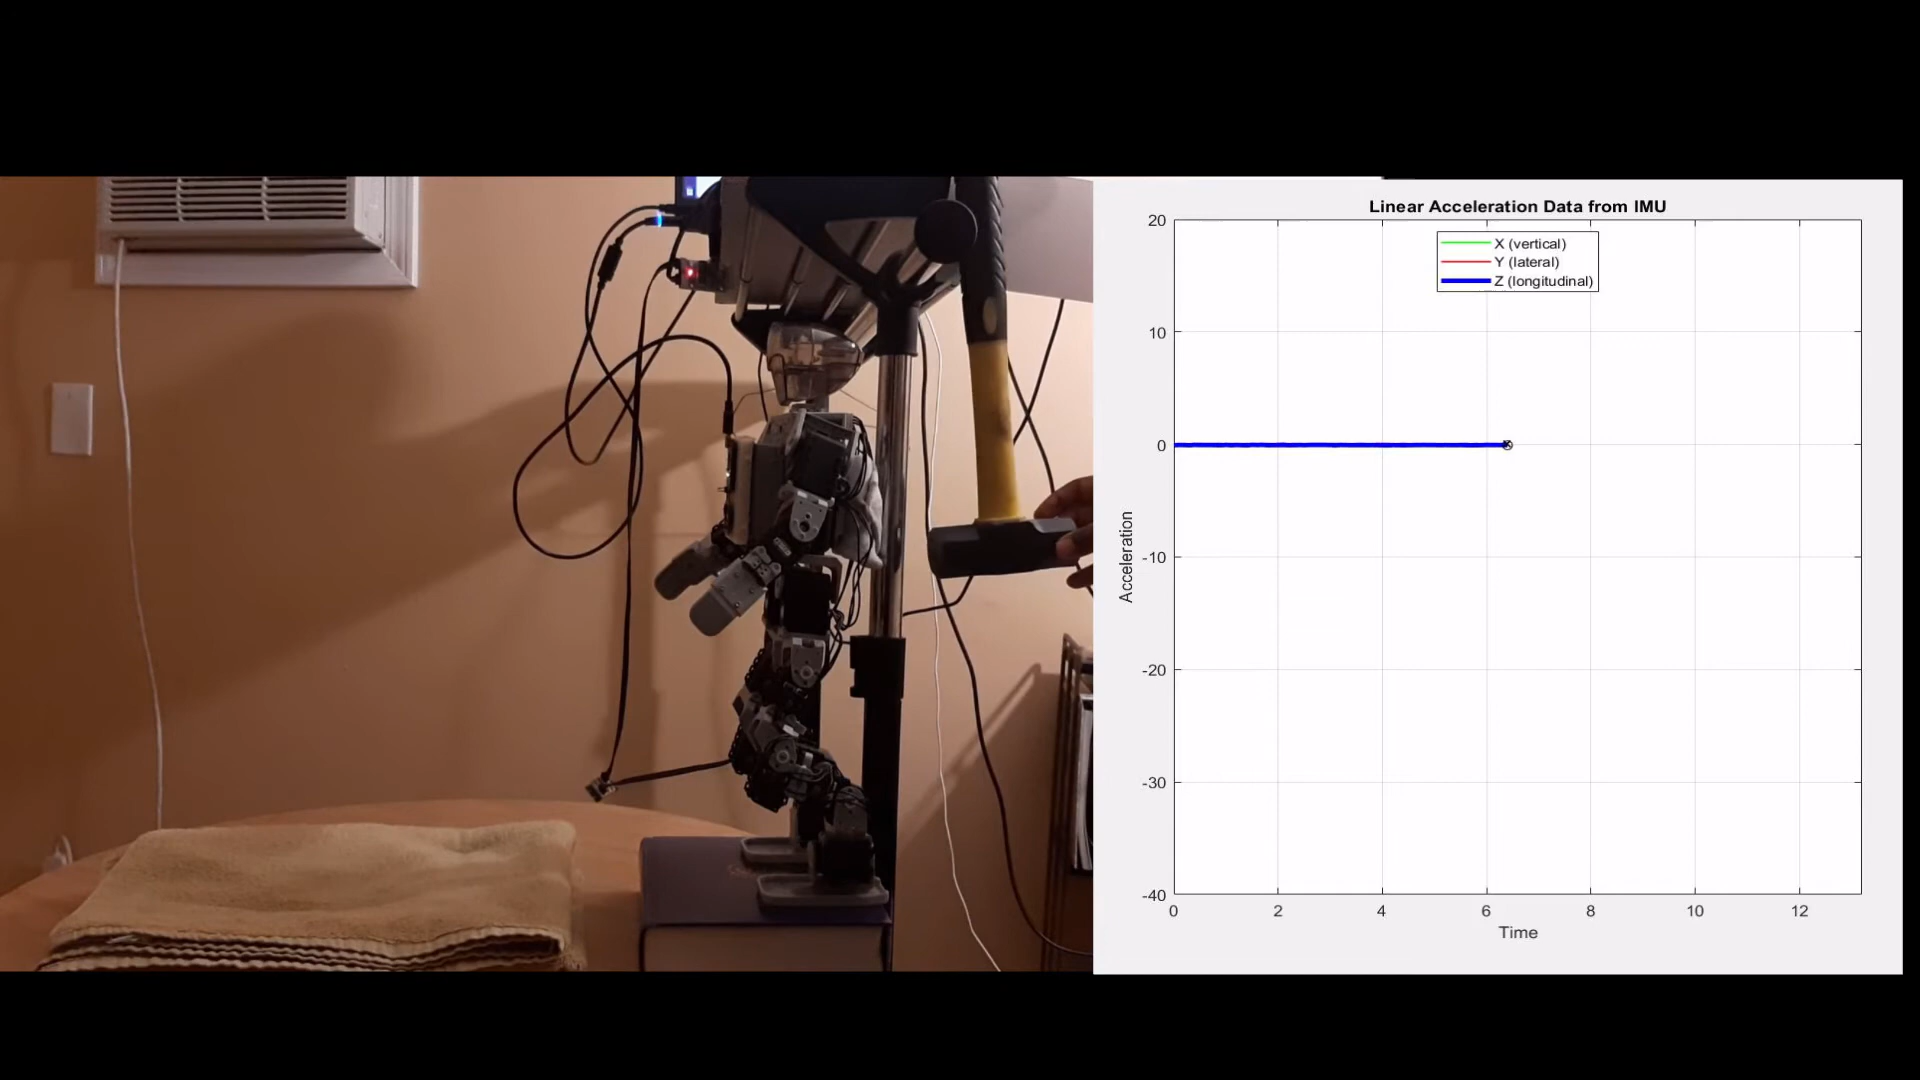 Linear Acceleration Data from IMU
X (vertical)
Y (lateral)
Z (longitudinal)
20
10
0
-10
-20
-30
-40
Acceleration
0 2 4 6 8 10 12
Time